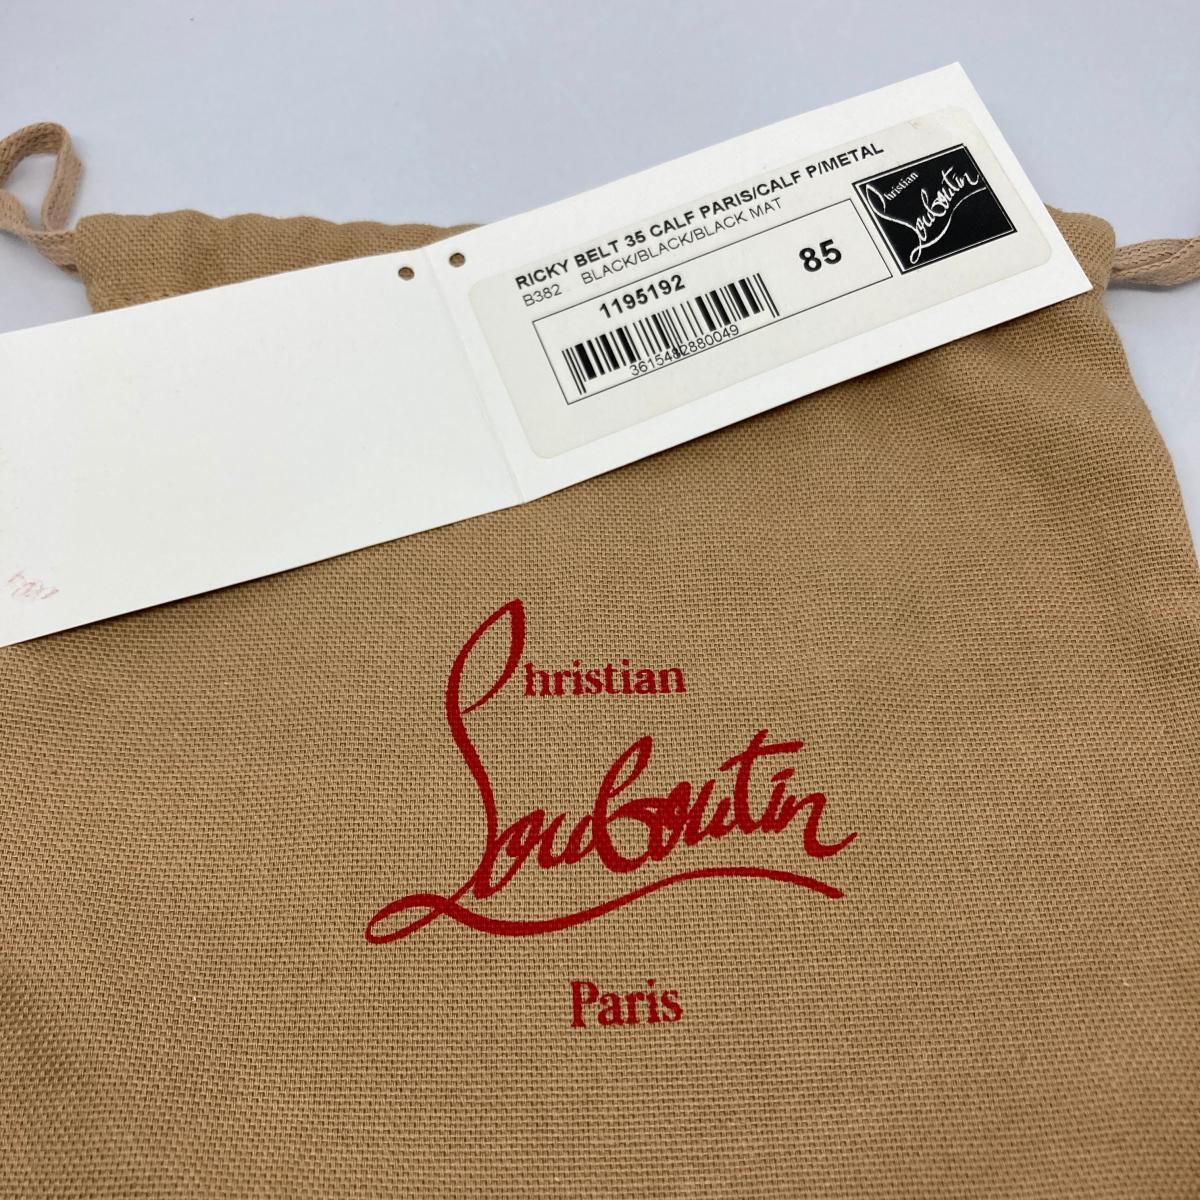 RICKY BELT 35 CALF PARIS/CALF P/METAL
B382 BLACK/BLACK/BLACK MAT
1195192 85
3615482880049
Christian
Louboutin
Christian
Louboutin
Paris